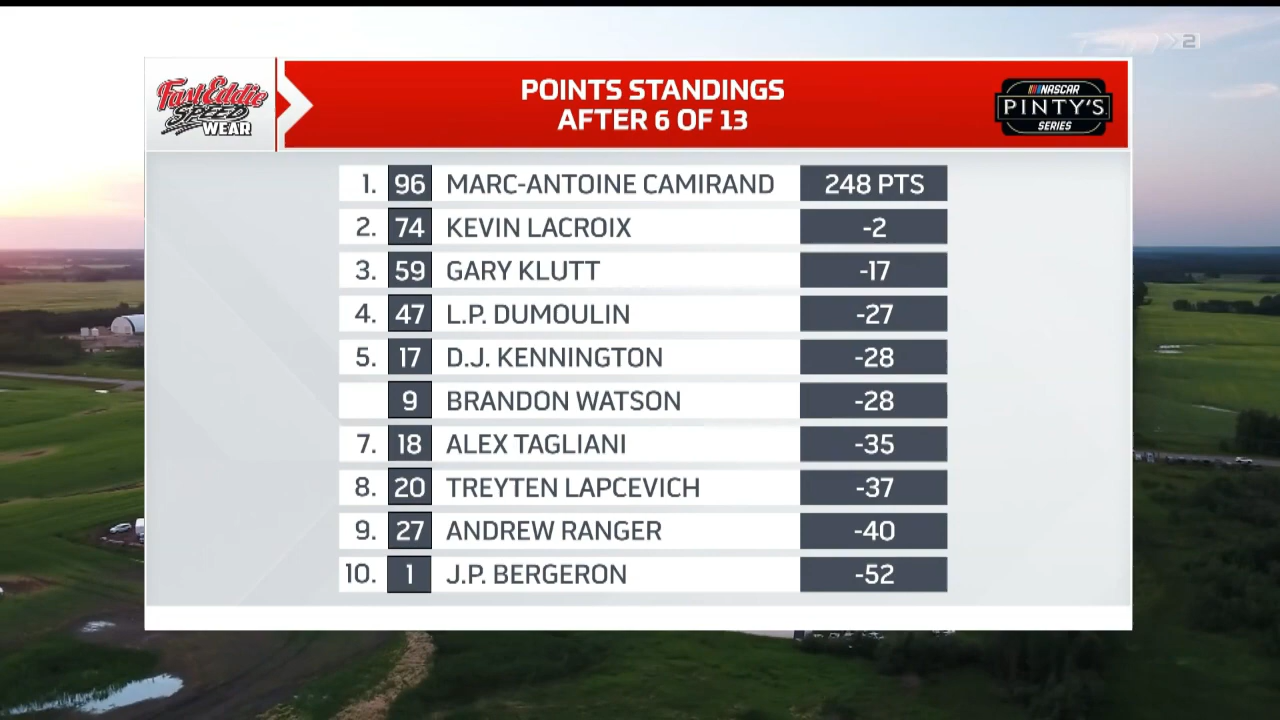 2
Fast Eddie
SPEED
WEAR
POINTS STANDINGS
AFTER 6 OF 13
NASCAR
PINTY'S
SERIES
1. 96 MARC-ANTOINE CAMIRAND 248 PTS
2. 74 KEVIN LACROIX -2
3. 59 GARY KLUTT -17
4. 47 L.P. DUMOULIN -27
5. 17 D.J. KENNINGTON -28
9 BRANDON WATSON -28
7. 18 ALEX TAGLIANI -35
8. 20 TREYTEN LAPCEVICH -37
9. 27 ANDREW RANGER -40
10. 1 J.P. BERGERON -52